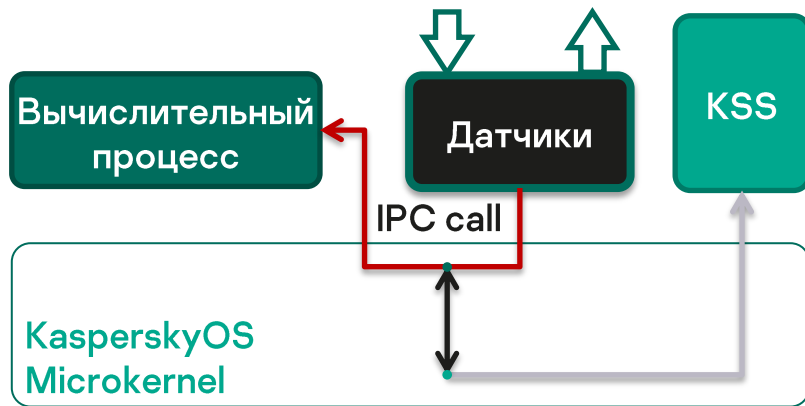 Вычислительный
процесс
Датчики
KSS
IPC call
KasperskyOS
Microkernel